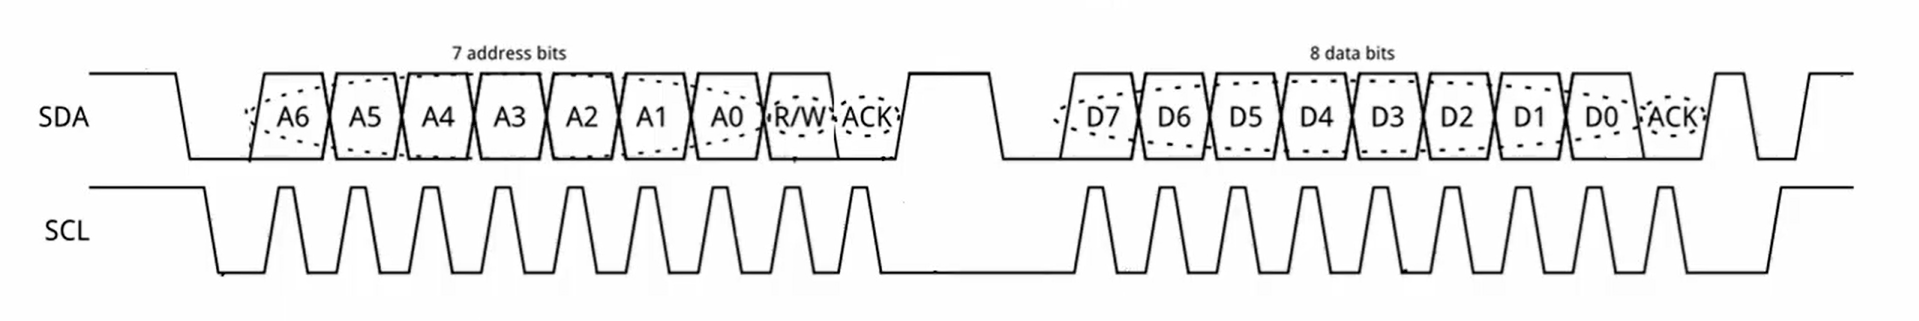 7 address bits 8 data bits
SDA A6 A5 A4 A3 A2 A1 A0 R/W ACK D7 D6 D5 D4 D3 D2 D1 D0 ACK
SCL